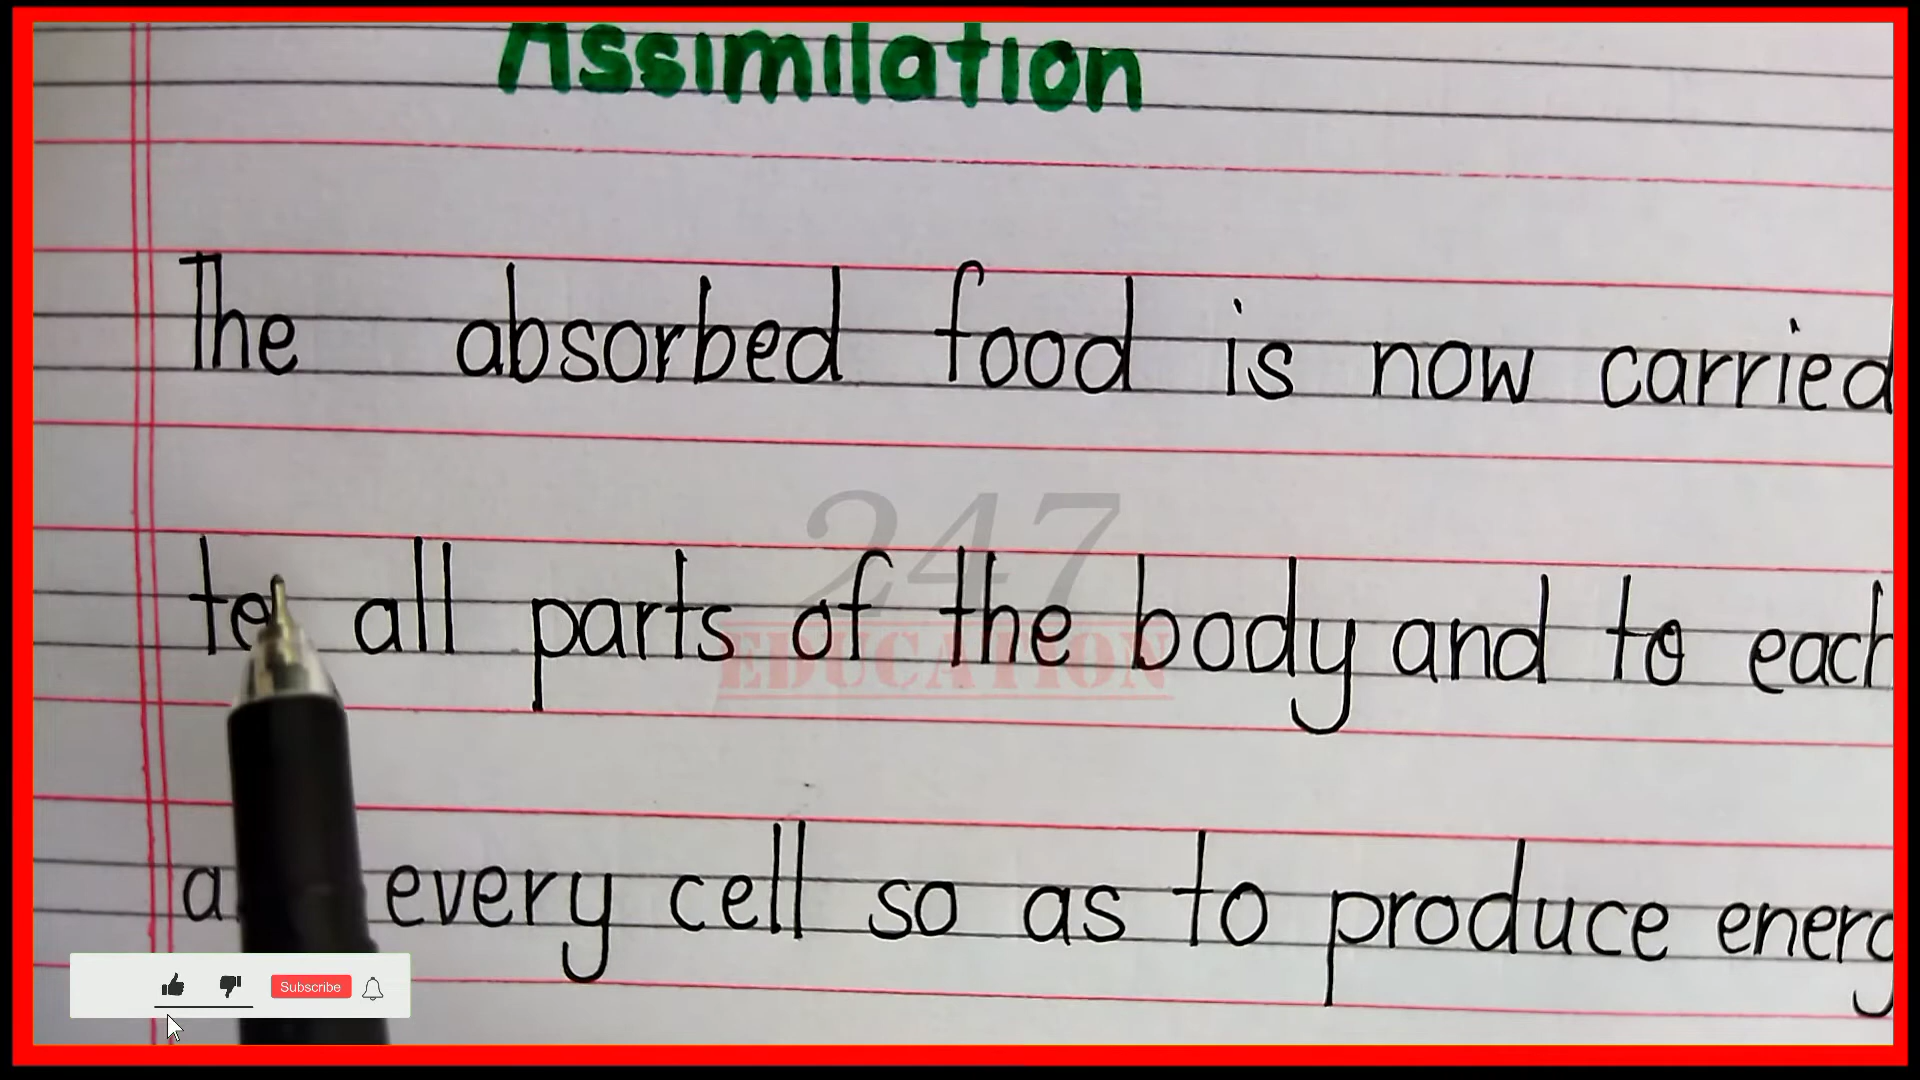 Assimilation
The absorbed food is now carried
all parts of the body and to each
every cell so as to produce energ
247
EDUCATION
Subscribe